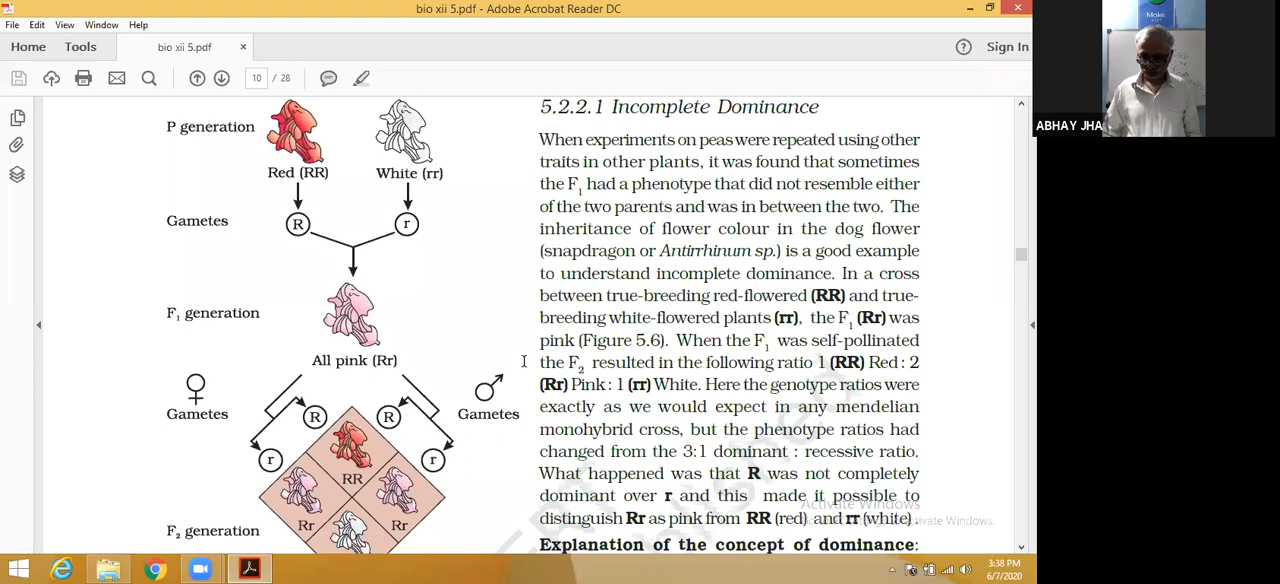 bio xii 5.pdf - Adobe Acrobat Reader DC
File Edit View Window Help
Home Tools bio xii 5.pdf × ? Sign In
10 / 28
P generation
Red (RR) White (rr)
Gametes R r
F1 generation
All pink (Rr)
Gametes R R Gametes
r r
RR
Rr Rr
F2 generation
5.2.2.1 Incomplete Dominance
When experiments on peas were repeated using other
traits in other plants, it was found that sometimes
the F1 had a phenotype that did not resemble either
of the two parents and was in between the two. The
inheritance of flower colour in the dog flower
(snapdragon or Antirrhinum sp.) is a good example
to understand incomplete dominance. In a cross
between true-breeding red-flowered (RR) and true-
breeding white-flowered plants (rr), the F1 (Rr) was
pink (Figure 5.6). When the F1 was self-pollinated
the F2 resulted in the following ratio 1 (RR) Red : 2
(Rr) Pink : 1 (rr) White. Here the genotype ratios were
exactly as we would expect in any mendelian
monohybrid cross, but the phenotype ratios had
changed from the 3:1 dominant : recessive ratio.
What happened was that R was not completely
dominant over r and this made it possible to
distinguish Rr as pink from RR (red) and rr (white) .
Explanation of the concept of dominance:
Activate Windows
ABHAY JHA
3:38 PM
6/7/2020